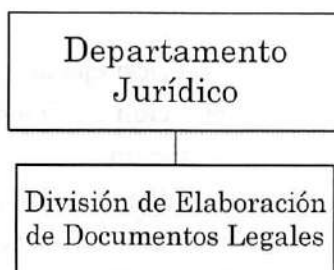 Departamento
Jurídico
División de Elaboración
de Documentos Legales